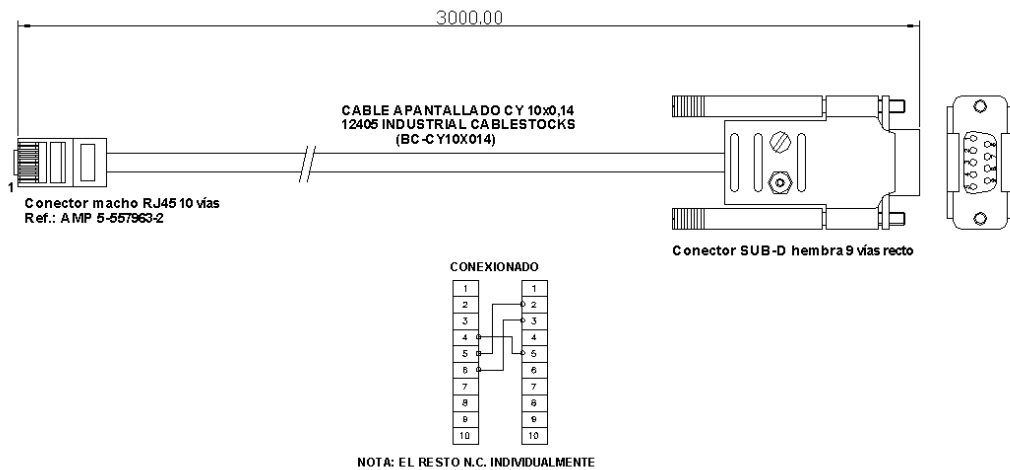 3000.00
CABLE APANTALLADO CY 10x0,14
12405 INDUSTRIAL CABLESTOCKS
(BC-CY10X014)
1
Conector macho RJ45 10 vías
Ref.: AMP 5-557963-2
Conector SUB-D hembra 9 vías recto
CONEXIONADO
1 1
2 2
3 3
4 4
5 5
6 6
7 7
8 8
9 9
10 10
NOTA: EL RESTO N.C. INDIVIDUALMENTE